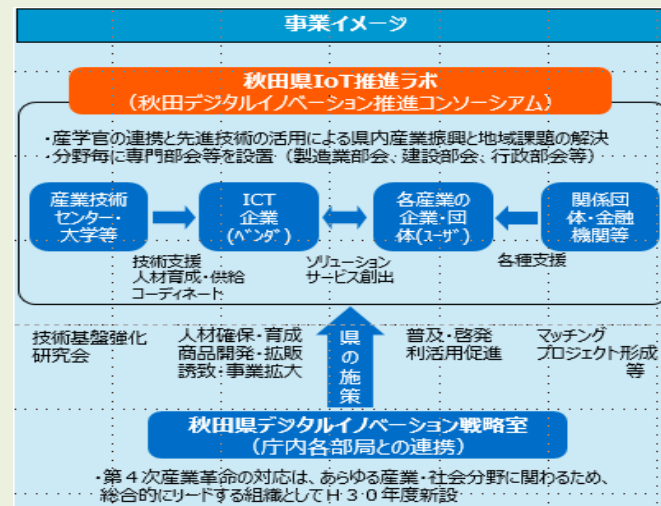 事業イメージ
秋田県IoT推進ラボ
(秋田デジタルイノベーション推進コンソーシアム)
・産学官の連携と先進技術の活用による県内産業振興と地域課題の解決
・分野毎に専門部会等を設置(製造業部会、建設部会、行政部会等)
産業技術
センター・
大学等
ICT
企業
(ベンダ)
各産業の
企業・団
体(ユーザ)
関係団
体・金融
機関等
技術支援
人材育成・供給
コーディネート
ソリューション
サービス創出
各種支援
技術基盤強化
研究会
人材確保・育成
商品開発・拡販
誘致・事業拡大
県の施策
普及・啓発
利活用促進
マッチング
プロジェクト形成
等
秋田県デジタルイノベーション戦略室
(庁内各部局との連携)
・第4次産業革命の対応は、あらゆる産業・社会分野に関わるため、
総合的にリードする組織としてH30年度新設